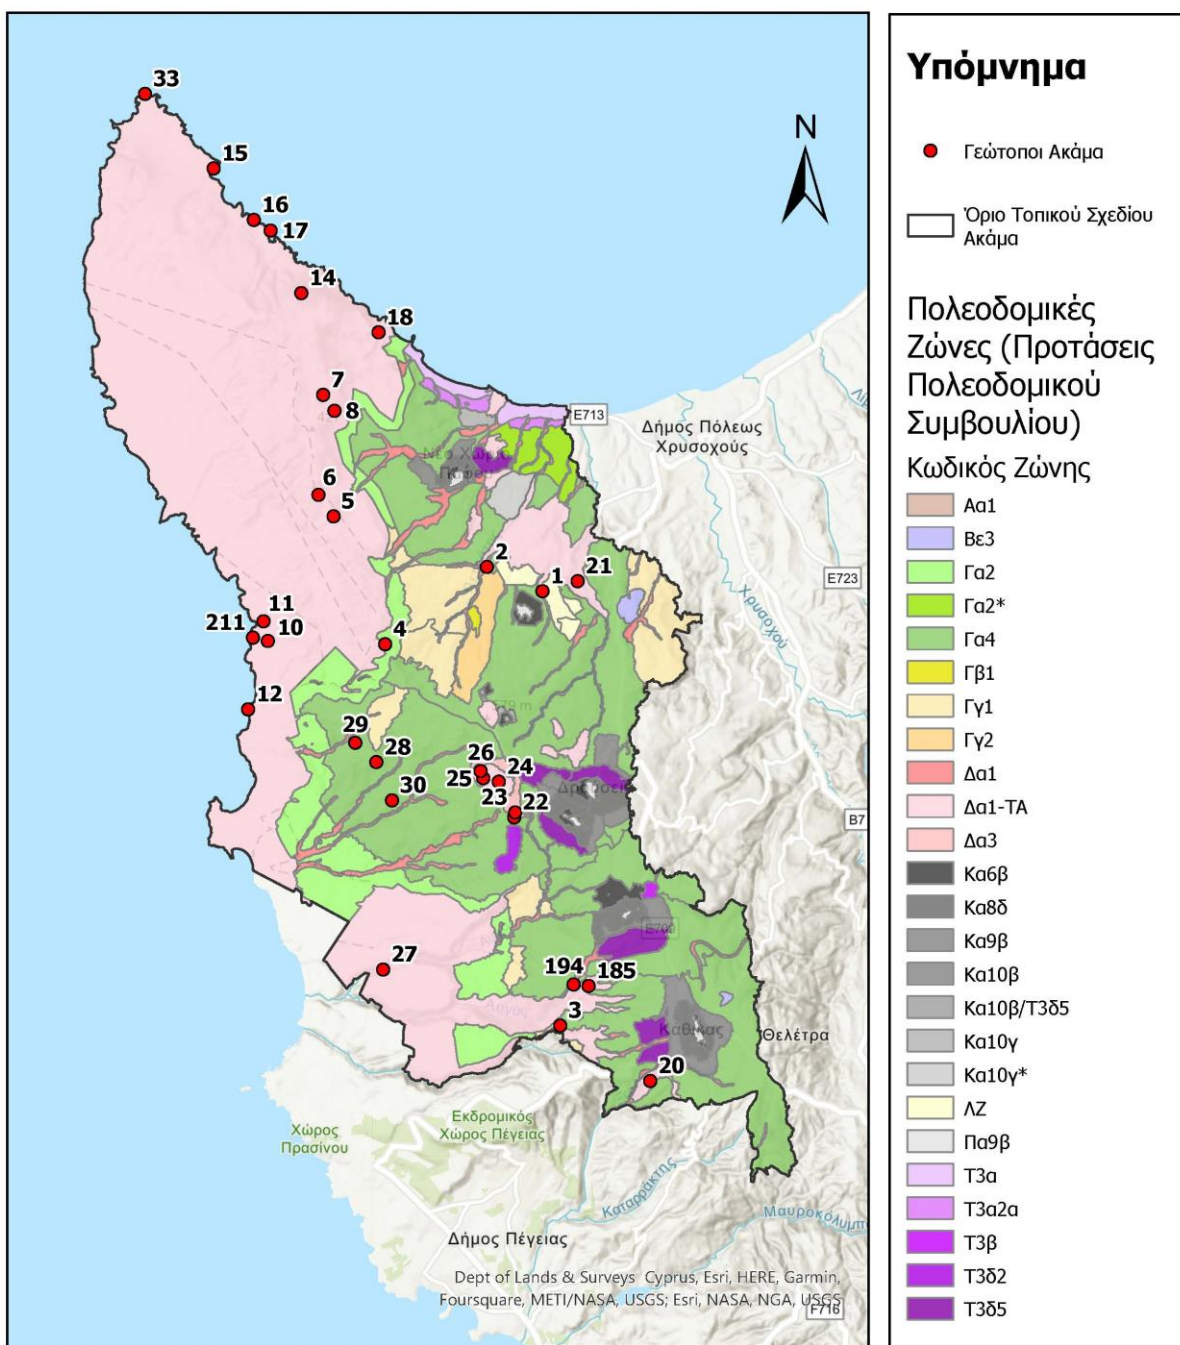 33
15
16
17
14
18
7
8
6
5
2
1
21
11
211
10
4
12
29
28
30
26
25
24
23
22
27
194
185
3
20
N
E713
Δήμος Πόλεως
Χρυσοχούς
Νέο Χωριό
Πάφου
E723
Χρυσοχού
B7
E709
Καθίκας
Θελέτρα
Εκδρομικός
Χώρος Πέγειας
Χώρος
Πρασίνου
Καταρράκτης
Δήμος Πέγειας
Dept of Lands & Surveys Cyprus, Esri, HERE, Garmin,
Foursquare, METI/NASA, USGS; Esri, NASA, NGA, USGS
F716
Υπόμνημα
Γεώτοποι Ακάμα
Όριο Τοπικού Σχεδίου
Ακάμα
Πολεοδομικές
Ζώνες (Προτάσεις
Πολεοδομικού
Συμβουλίου)
Κωδικός Ζώνης
Αα1
Βε3
Γα2
Γα2*
Γα4
Γβ1
Γγ1
Γγ2
Δα1
Δα1-ΤΑ
Δα3
Κα6β
Κα8δ
Κα9β
Κα10β
Κα10β/Τ3δ5
Κα10γ
Κα10γ*
ΛΖ
Πα9β
Τ3α
Τ3α2α
Τ3β
Τ3δ2
Τ3δ5